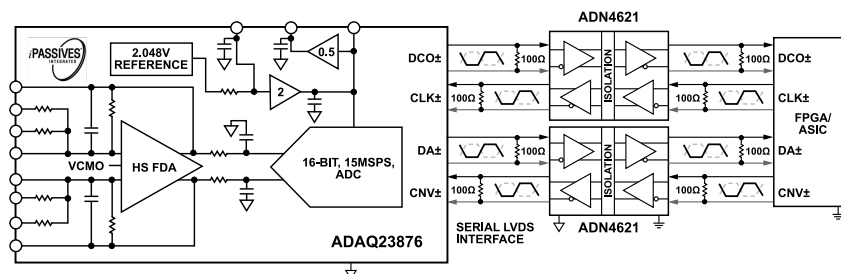 iPASSIVES
INTEGRATED
2.048V
REFERENCE
0.5
2
VCMO
HS FDA
16-BIT, 15MSPS,
ADC
ADAQ23876
DCO±
CLK±
DA±
CNV±
SERIAL LVDS
INTERFACE
100Ω
100Ω
100Ω
100Ω
ADN4621
ISOLATION
ISOLATION
ADN4621
100Ω
100Ω
100Ω
100Ω
DCO±
CLK±
FPGA/
ASIC
DA±
CNV±